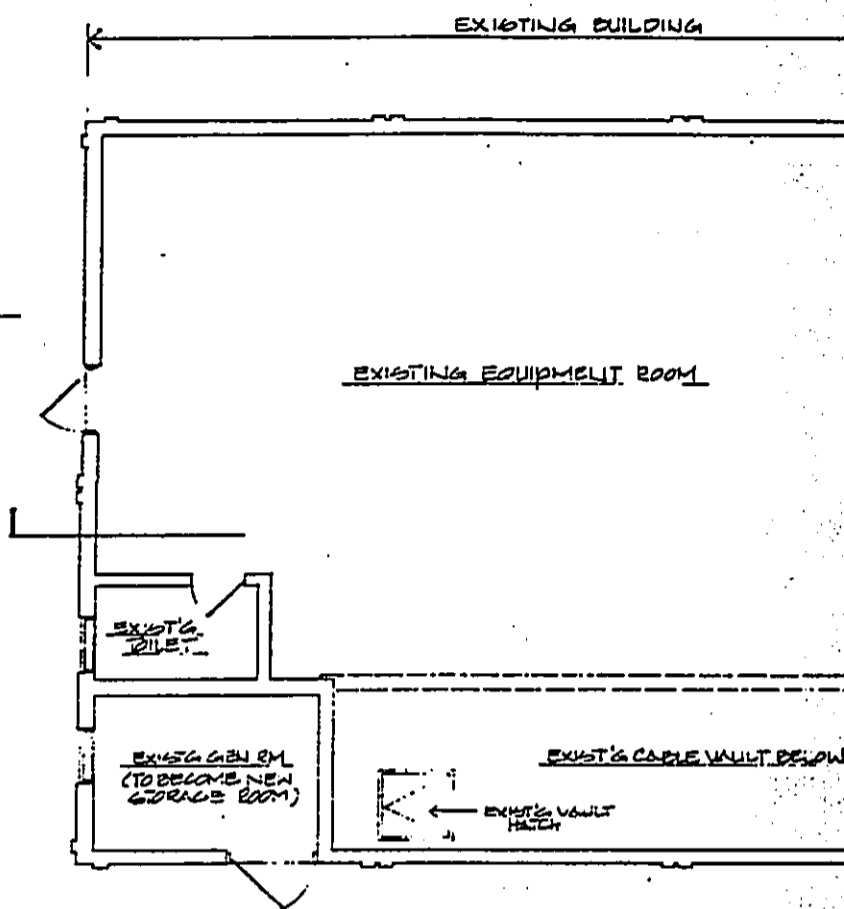 EXISTING BUILDING
EXISTING EQUIPMENT ROOM
EXIST'G
TOILET
EXIST'G GEN RM
(TO BECOME NEW
STORAGE ROOM)
EXIST'G CABLE VAULT BELOW
EXIST'G VAULT
HATCH